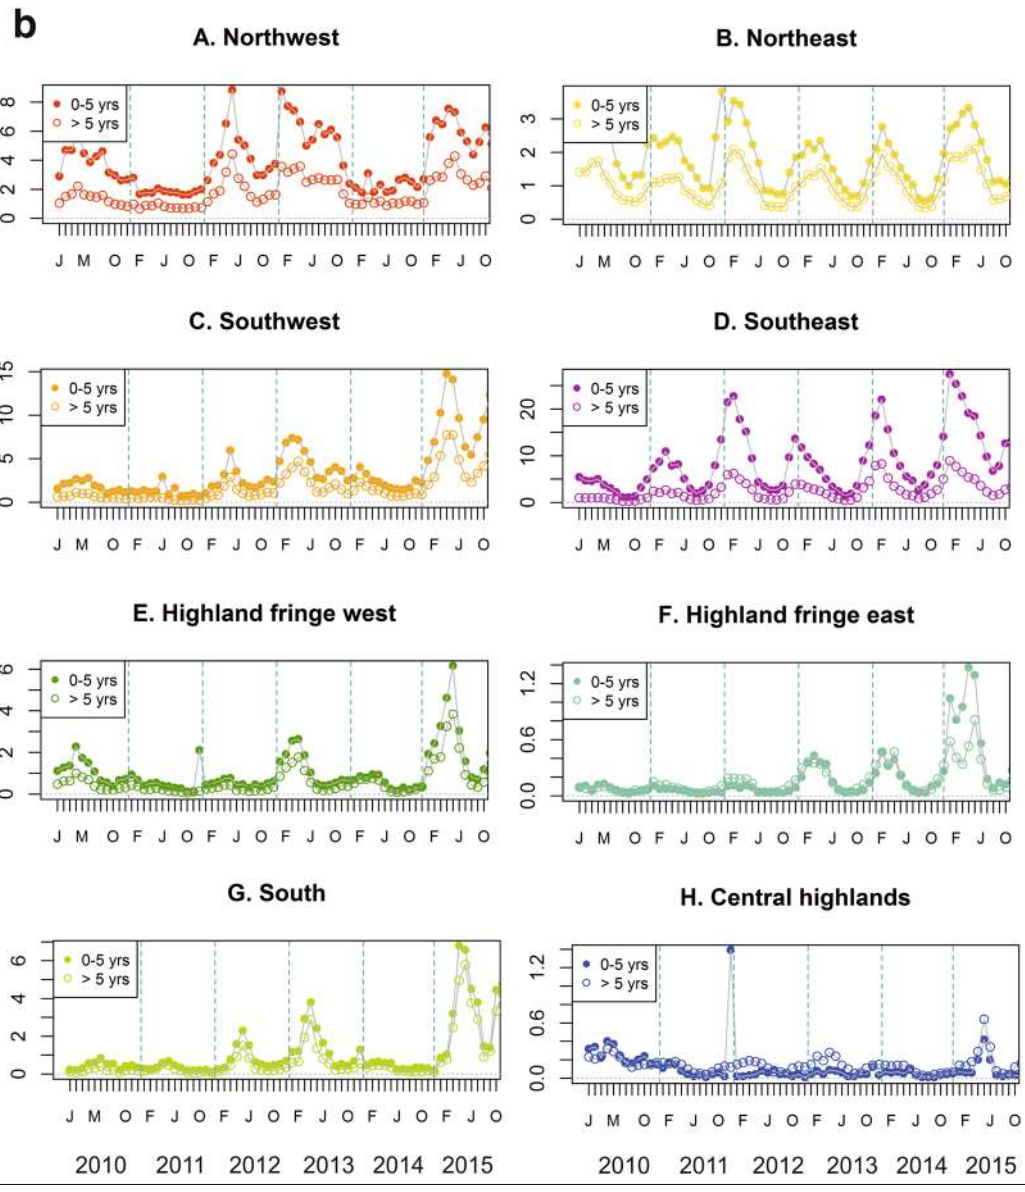 b
A. Northwest
0 2 4 6 8
0-5 yrs
> 5 yrs
J M O F J O F J O F J O F J O F J O
B. Northeast
0 1 2 3
0-5 yrs
> 5 yrs
J M O F J O F J O F J O F J O F J O
C. Southwest
0 5 10 15
0-5 yrs
> 5 yrs
J M O F J O F J O F J O F J O F J O
D. Southeast
0 10 20
0-5 yrs
> 5 yrs
J M O F J O F J O F J O F J O F J O
E. Highland fringe west
0 2 4 6
0-5 yrs
> 5 yrs
J M O F J O F J O F J O F J O F J O
F. Highland fringe east
0.0 0.6 1.2
0-5 yrs
> 5 yrs
J M O F J O F J O F J O F J O F J O
G. South
0 2 4 6
0-5 yrs
> 5 yrs
J M O F J O F J O F J O F J O F J O
2010 2011 2012 2013 2014 2015
H. Central highlands
0.0 0.6 1.2
0-5 yrs
> 5 yrs
J M O F J O F J O F J O F J O F J O
2010 2011 2012 2013 2014 2015